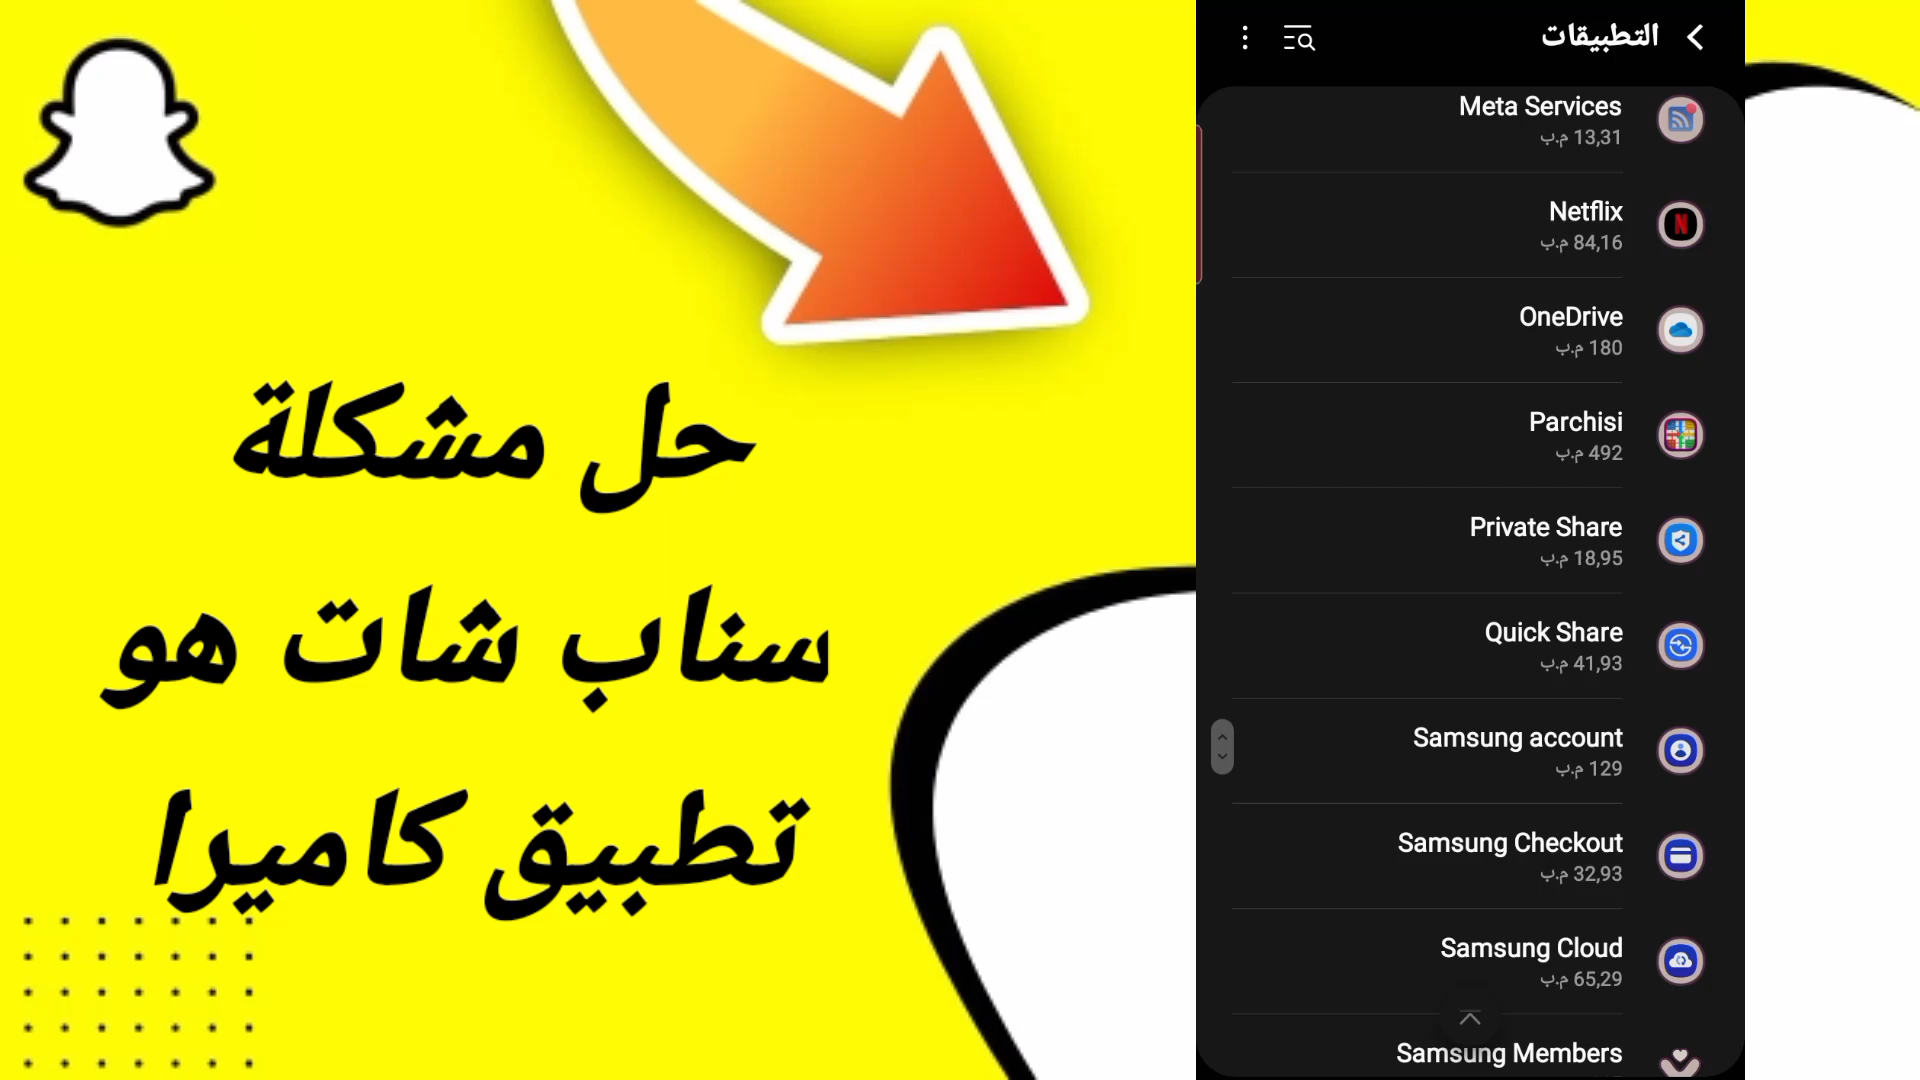 حل مشكلة
سناب شات هو
تطبيق كاميرا
التطبيقات
Meta Services
13,31 م.ب
Netflix
84,16 م.ب
OneDrive
180 م.ب
Parchisi
492 م.ب
Private Share
18,95 م.ب
Quick Share
41,93 م.ب
Samsung account
129 م.ب
Samsung Checkout
32,93 م.ب
Samsung Cloud
65,29 م.ب
Samsung Members